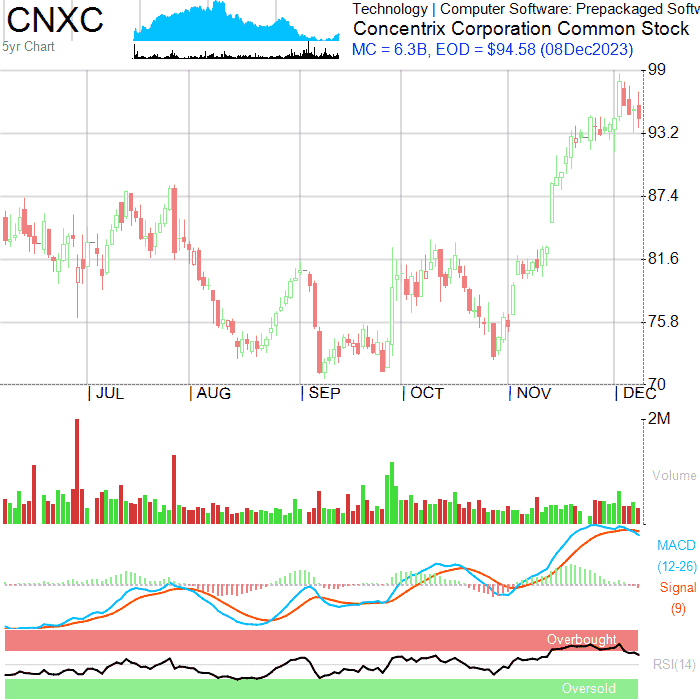 CNXC
5yr Chart
Technology | Computer Software: Prepackaged Softw
Concentrix Corporation Common Stock
MC = 6.3B, EOD = $94.58 (08Dec2023)
99
93.2
87.4
81.6
75.8
70
JUL AUG SEP OCT NOV DEC
2M
Volume
MACD
(12-26)
Signal
(9)
Overbought
RSI(14)
Oversold